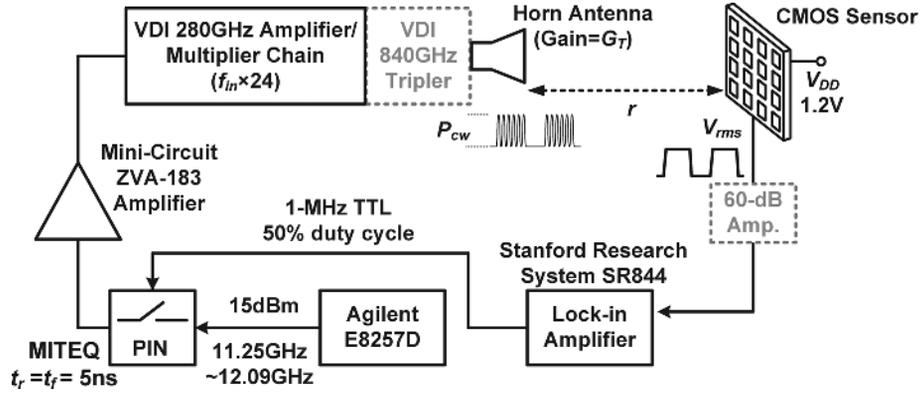 VDI 280GHz Amplifier/
Multiplier Chain
(fIn×24)
VDI
840GHz
Tripler
Horn Antenna
(Gain=GT)
CMOS Sensor
VDD
1.2V
r
Pcw
Vrms
60-dB
Amp.
Mini-Circuit
ZVA-183
Amplifier
1-MHz TTL
50% duty cycle
Stanford Research
System SR844
Lock-in
Amplifier
15dBm
Agilent
E8257D
11.25GHz
~12.09GHz
PIN
MITEQ
tr =tf= 5ns